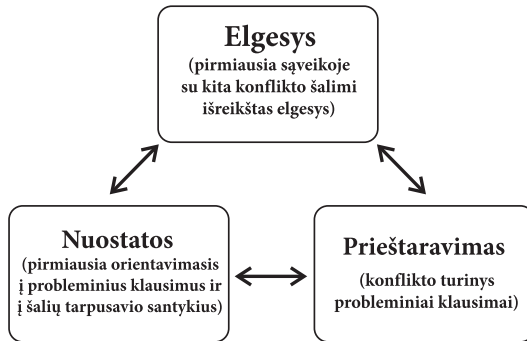 Elgesys
(pirmiausia sąveikoje
su kita konflikto šalimi
išreikštas elgesys)
Nuostatos
(pirmiausia orientavimasis
į probleminius klausimus ir
į šalių tarpusavio santykius)
Prieštaravimas
(konflikto turinys
probleminiai klausimai)